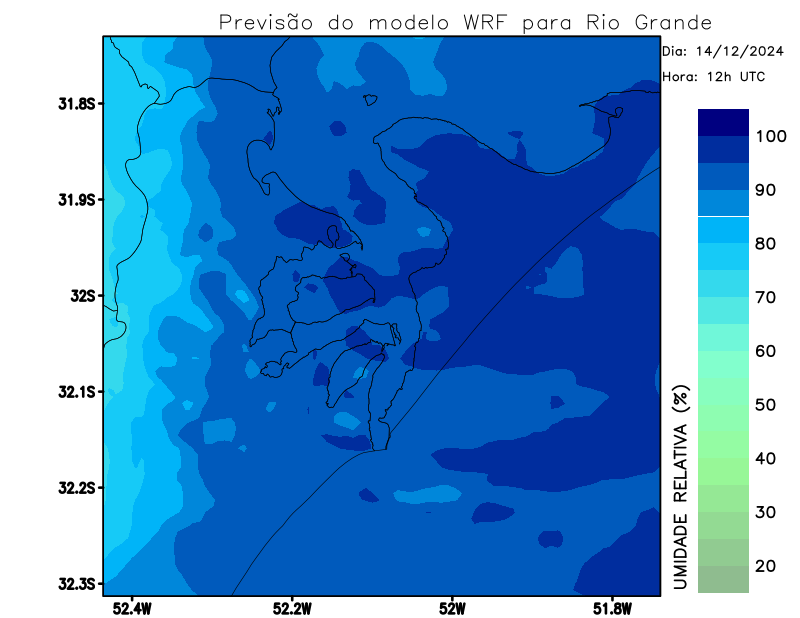 Previsão do modelo WRF para Rio Grande
Dia: 14/12/2024
Hora: 12h UTC
31.8S
31.9S
32S
32.1S
32.2S
32.3S
52.4W
52.2W
52W
51.8W
100
90
80
70
60
50
40
30
20
UMIDADE RELATIVA (%)